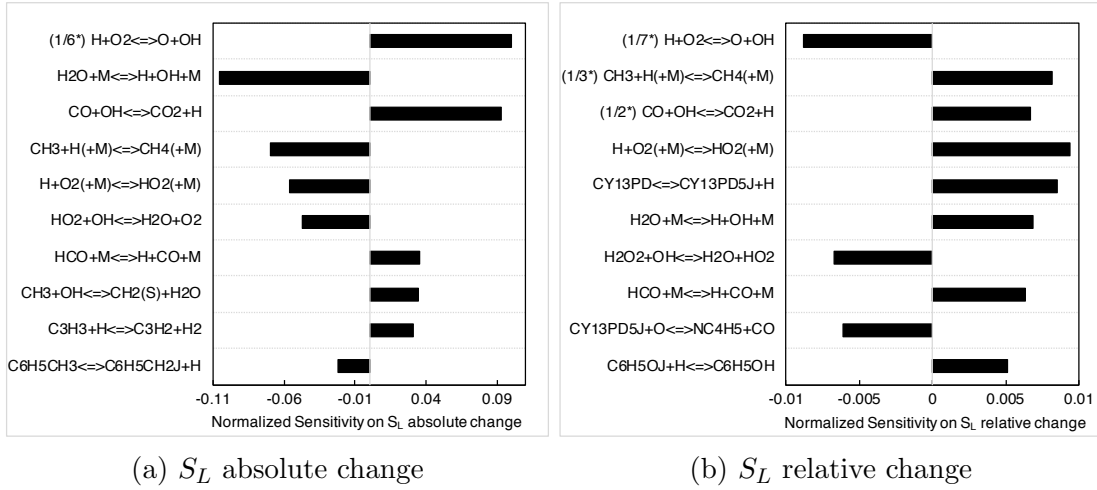 (1/6*) H+O2<=>O+OH
H2O+M<=>H+OH+M
CO+OH<=>CO2+H
CH3+H(+M)<=>CH4(+M)
H+O2(+M)<=>HO2(+M)
HO2+OH<=>H2O+O2
HCO+M<=>H+CO+M
CH3+OH<=>CH2(S)+H2O
C3H3+H<=>C3H2+H2
C6H5CH3<=>C6H5CH2J+H
-0.11 -0.06 -0.01 0.04 0.09
Normalized Sensitivity on SL absolute change
(a) SL absolute change
(1/7*) H+O2<=>O+OH
(1/3*) CH3+H(+M)<=>CH4(+M)
(1/2*) CO+OH<=>CO2+H
H+O2(+M)<=>HO2(+M)
CY13PD<=>CY13PD5J+H
H2O+M<=>H+OH+M
H2O2+OH<=>H2O+HO2
HCO+M<=>H+CO+M
CY13PD5J+O<=>NC4H5+CO
C6H5OJ+H<=>C6H5OH
-0.01 -0.005 0 0.005 0.01
Normalized Sensitivity on SL relative change
(b) SL relative change